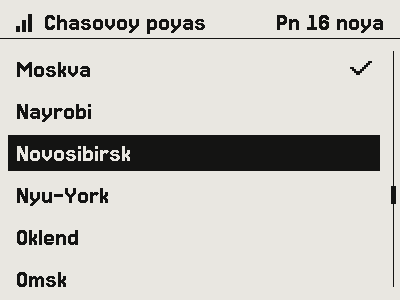 Chasovoy poyas Pn 16 noya
Moskva
Nayrobi
Novosibirsk
Nyu-York
Oklend
Omsk